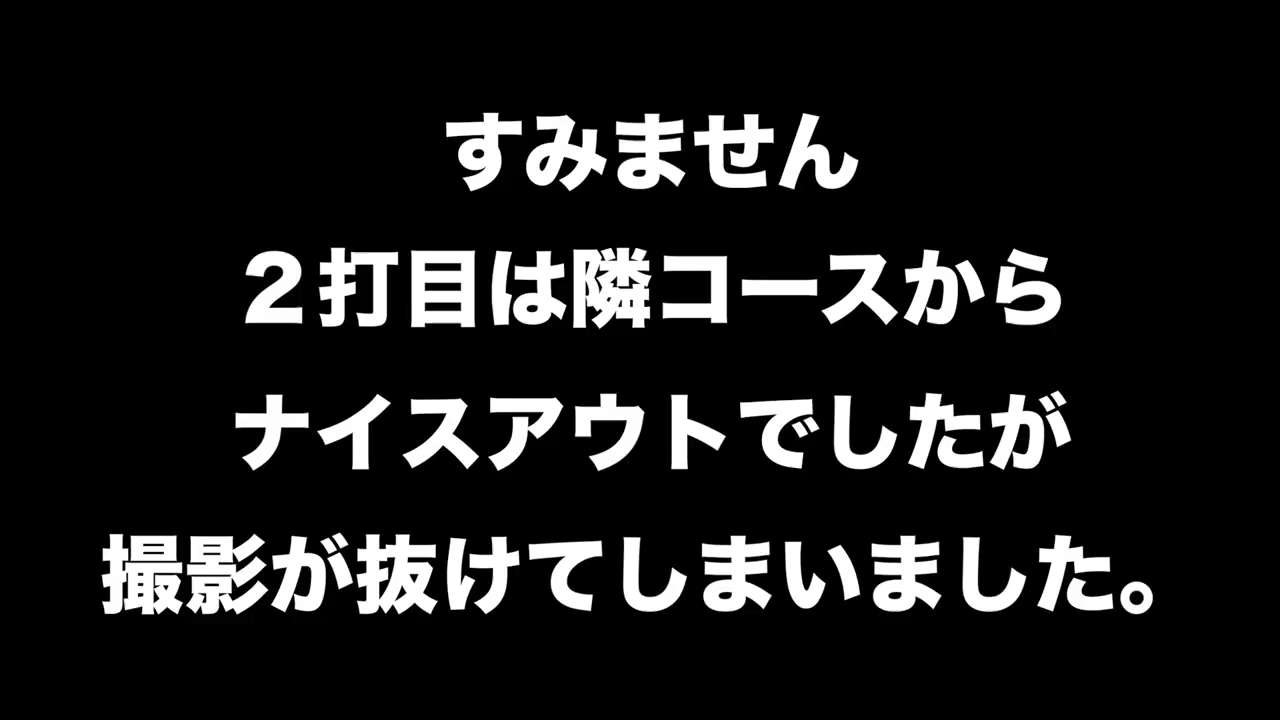 すみません
２打目は隣コースから
ナイスアウトでしたが
撮影が抜けてしまいました。